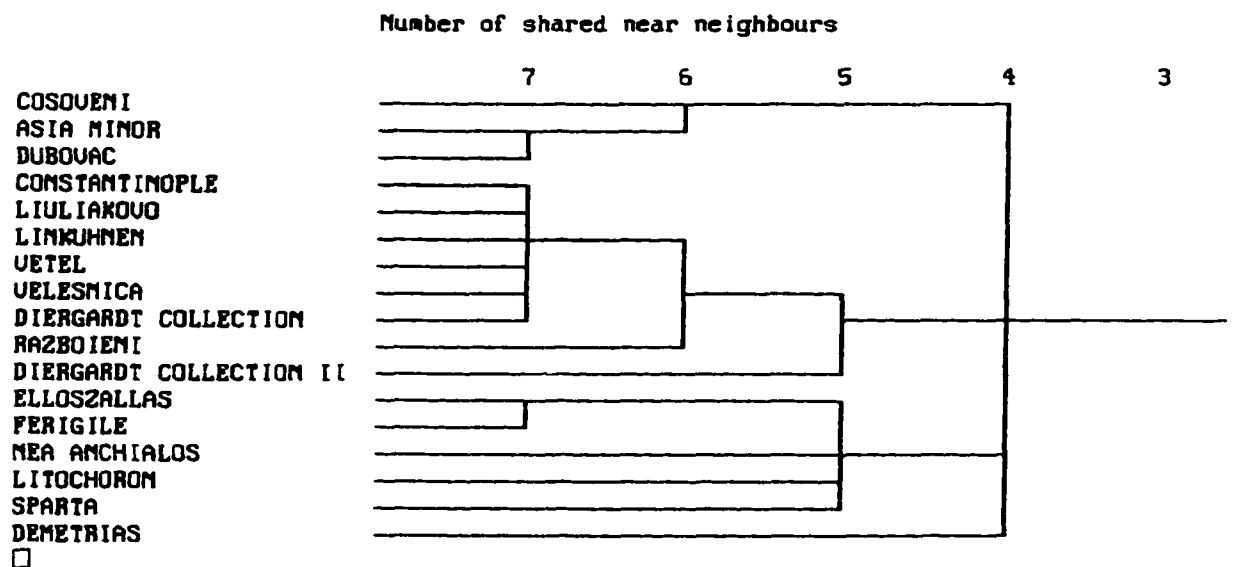 Number of shared near neighbours
7 6 5 4 3
COSOVENI
ASIA MINOR
DUBOVAC
CONSTANTINOPLE
LIULIAKOVO
LINKUHNEN
VETEL
VELESNICA
DIERGARDT COLLECTION
RAZBOIENI
DIERGARDT COLLECTION II
ELLOSZALLAS
FERIGILE
NEA ANCHIALOS
LITOCHORON
SPARTA
DEMETRIAS